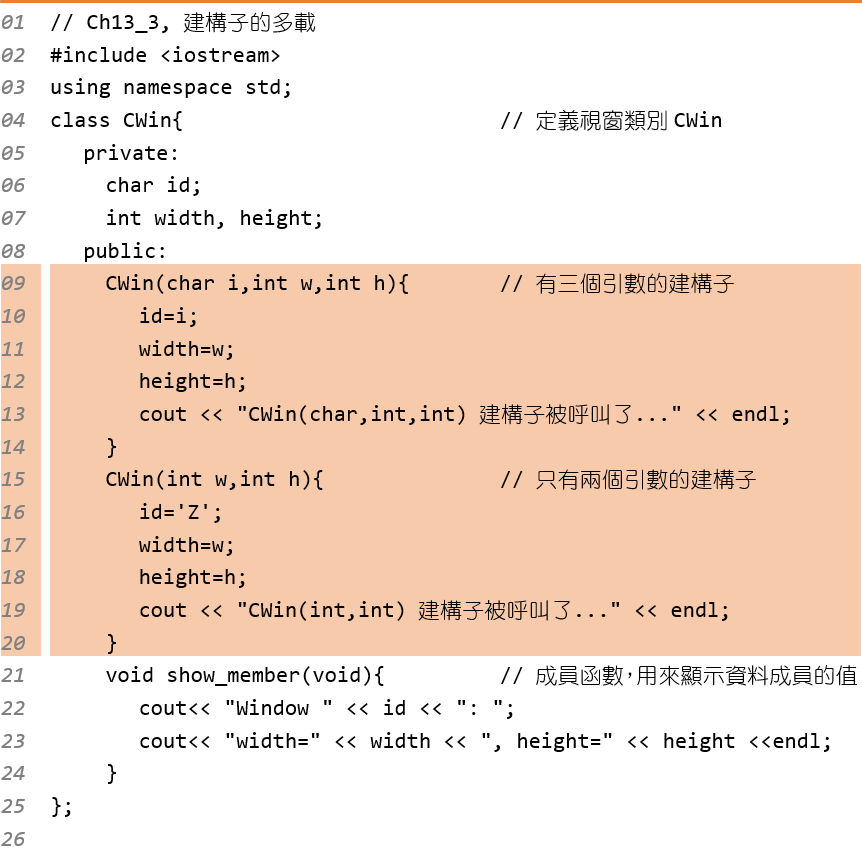 01 // Ch13_3, 建構子的多載
02 #include <iostream>
03 using namespace std;
04 class CWin{ // 定義視窗類別 CWin
05 private:
06 char id;
07 int width, height;
08 public:
09 CWin(char i,int w,int h){ // 有三個引數的建構子
10 id=i;
11 width=w;
12 height=h;
13 cout << "CWin(char,int,int) 建構子被呼叫了..." << endl;
14 }
15 CWin(int w,int h){ // 只有兩個引數的建構子
16 id='Z';
17 width=w;
18 height=h;
19 cout << "CWin(int,int) 建構子被呼叫了..." << endl;
20 }
21 void show_member(void){ // 成員函數，用來顯示資料成員的值
22 cout<< "Window " << id << ": ";
23 cout<< "width=" << width << ", height=" << height <<endl;
24 }
25 };
26